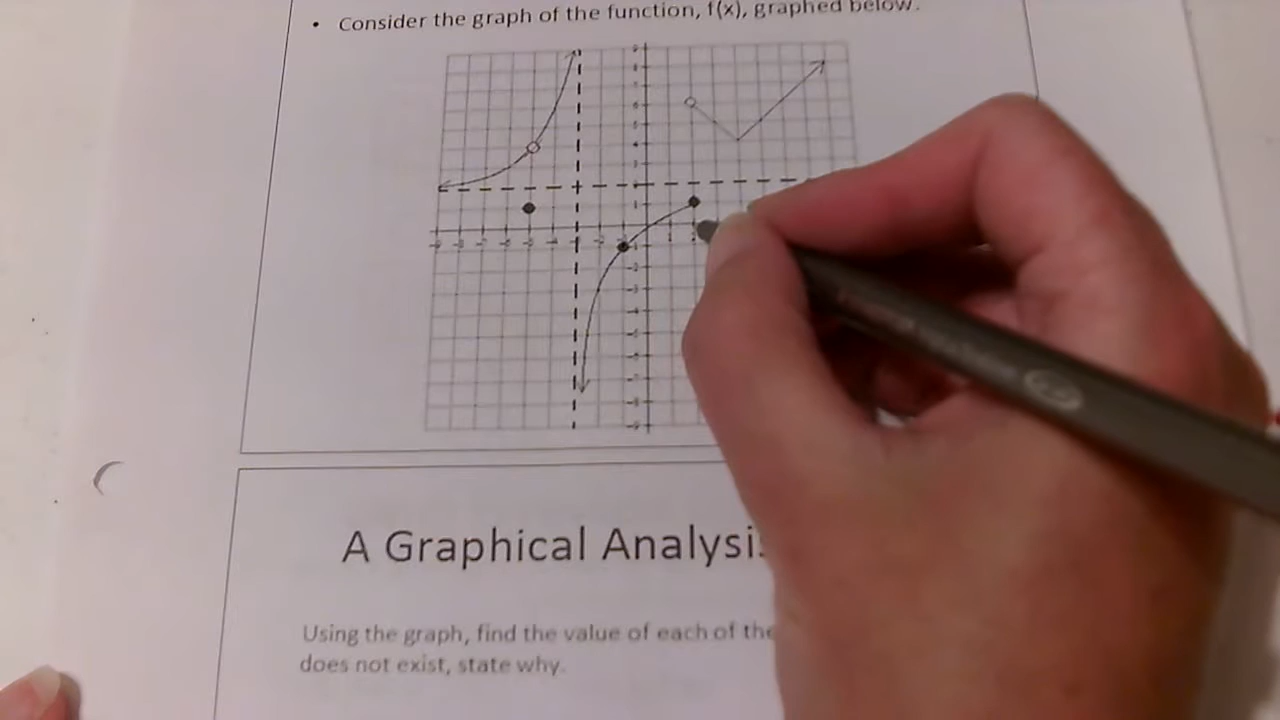 • Consider the graph of the function, f(x), graphed below.
A Graphical Analysis
Using the graph, find the value of each of the
does not exist, state why.